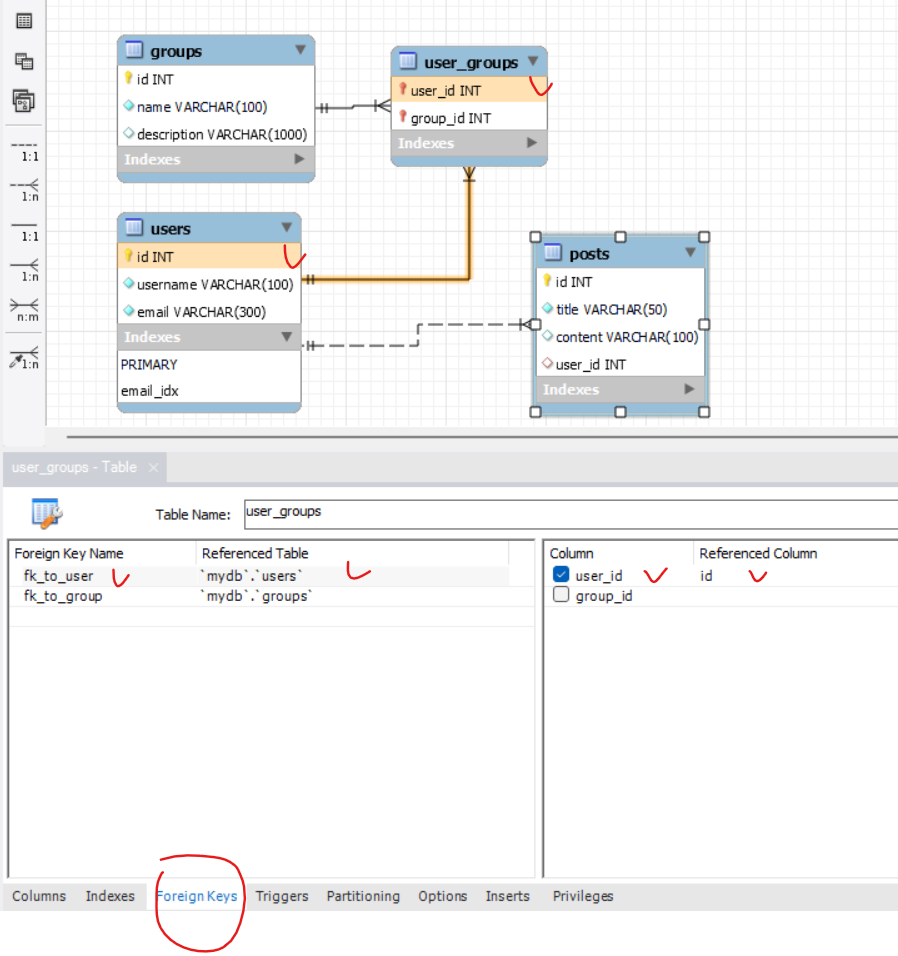 groups
id INT
name VARCHAR(100)
description VARCHAR(1000)
Indexes
user_groups
user_id INT
group_id INT
Indexes
1:1
1:n
1:1
1:n
n:m
1:n
users
id INT
username VARCHAR(100)
email VARCHAR(300)
Indexes
PRIMARY
email_idx
posts
id INT
title VARCHAR(50)
content VARCHAR(100)
user_id INT
Indexes
user_groups - Table
Table Name: user_groups
Foreign Key Name Referenced Table
fk_to_user `mydb`.`users`
fk_to_group `mydb`.`groups`
Column Referenced Column
user_id id
group_id
Columns Indexes Foreign Keys Triggers Partitioning Options Inserts Privileges